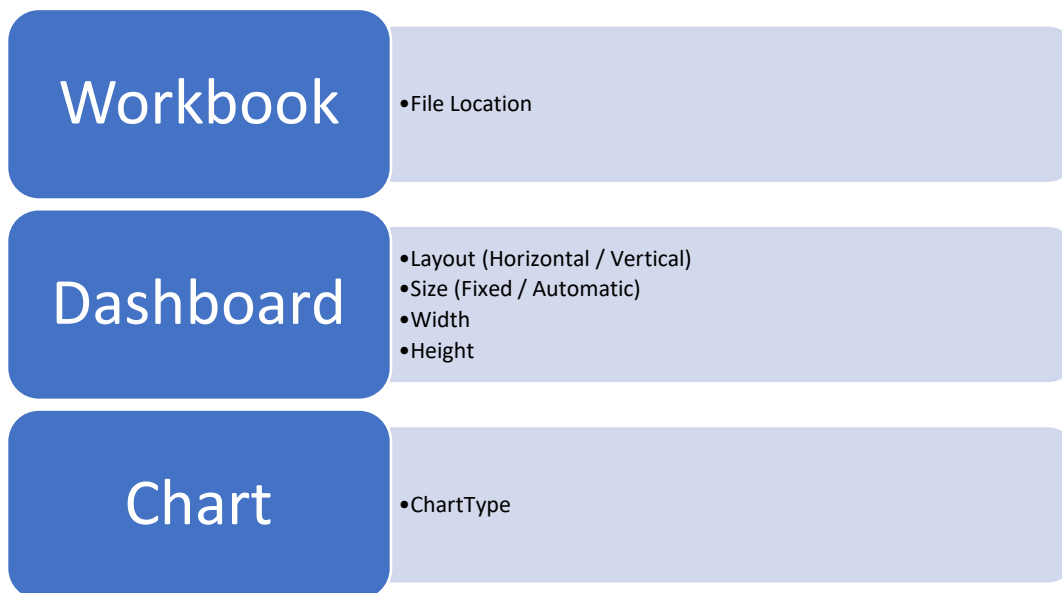 Workbook
•File Location
Dashboard
•Layout (Horizontal / Vertical)
•Size (Fixed / Automatic)
•Width
•Height
Chart
•ChartType